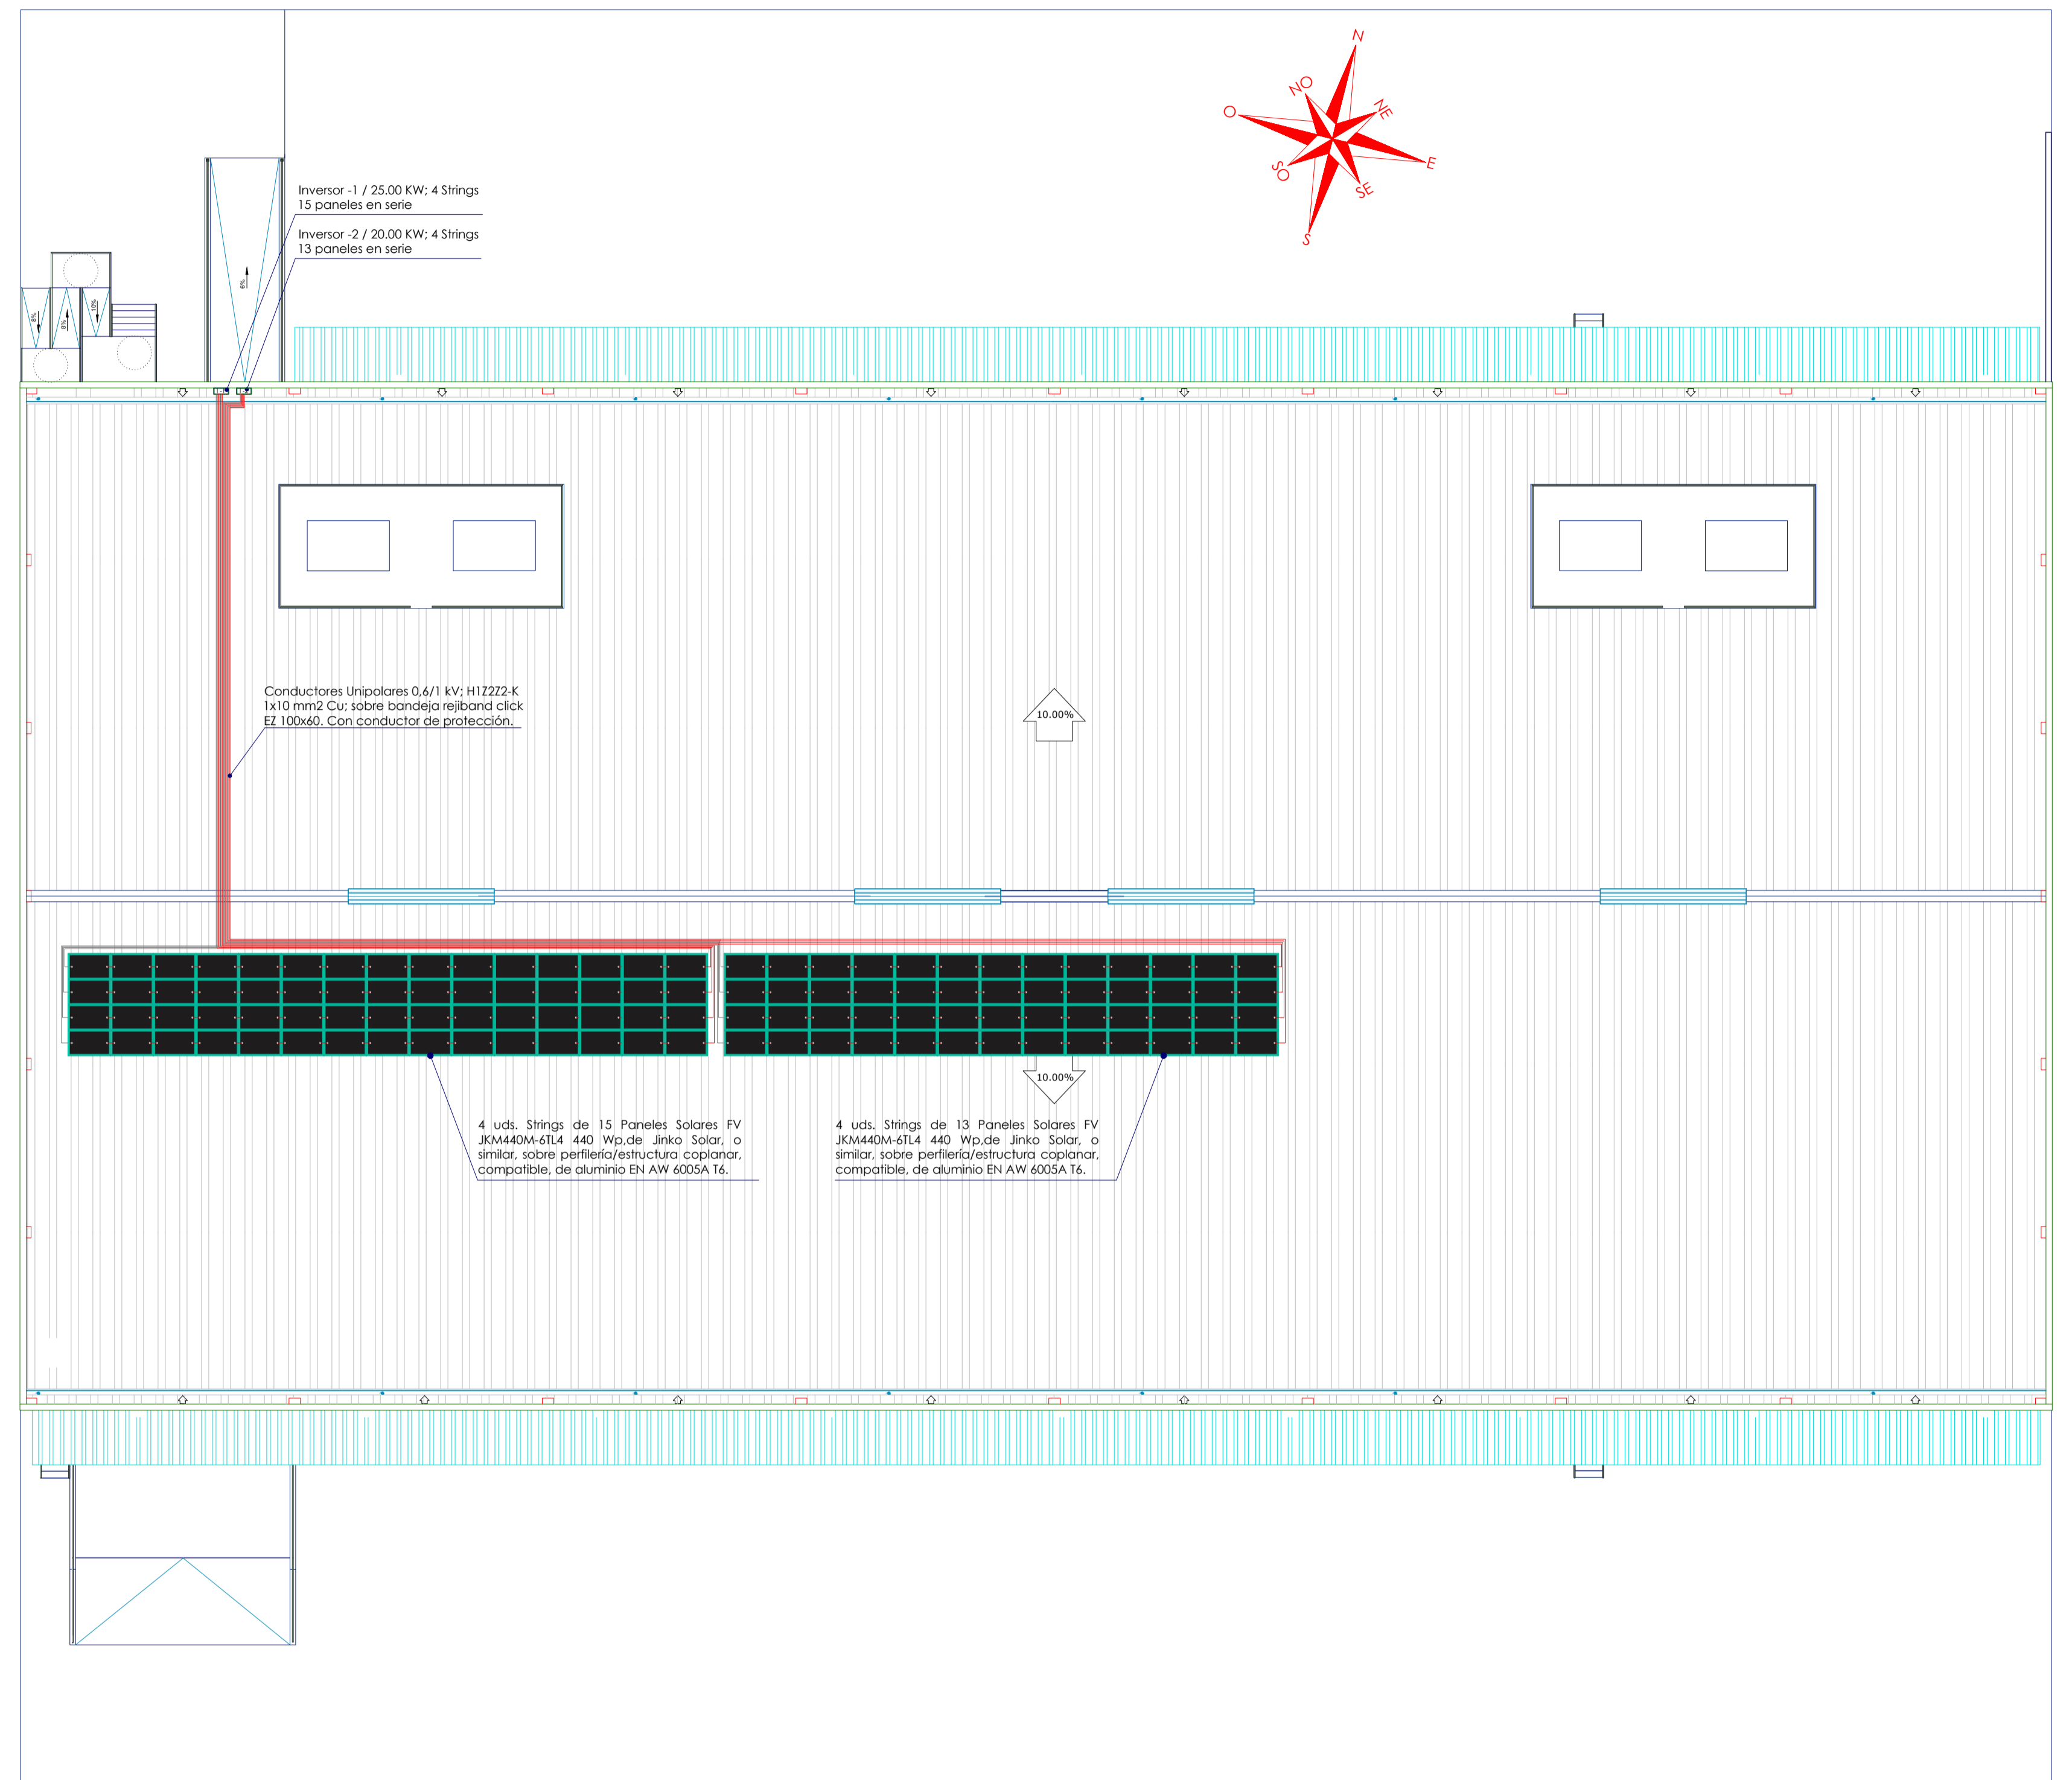 N
NO
NE
O
E
SO
SE
S
Inversor -1 / 25.00 KW; 4 Strings
15 paneles en serie
Inversor -2 / 20.00 KW; 4 Strings
13 paneles en serie
6%
8%
8%
10%
Conductores Unipolares 0,6/1 kV; H1Z2Z2-K
1x10 mm2 Cu; sobre bandeja rejiband click
EZ 100x60. Con conductor de protección.
10.00%
10.00%
4 uds. Strings de 15 Paneles Solares FV
JKM440M-6TL4 440 Wp,de Jinko Solar, o
similar, sobre perfilería/estructura coplanar,
compatible, de aluminio EN AW 6005A T6.
4 uds. Strings de 13 Paneles Solares FV
JKM440M-6TL4 440 Wp,de Jinko Solar, o
similar, sobre perfilería/estructura coplanar,
compatible, de aluminio EN AW 6005A T6.